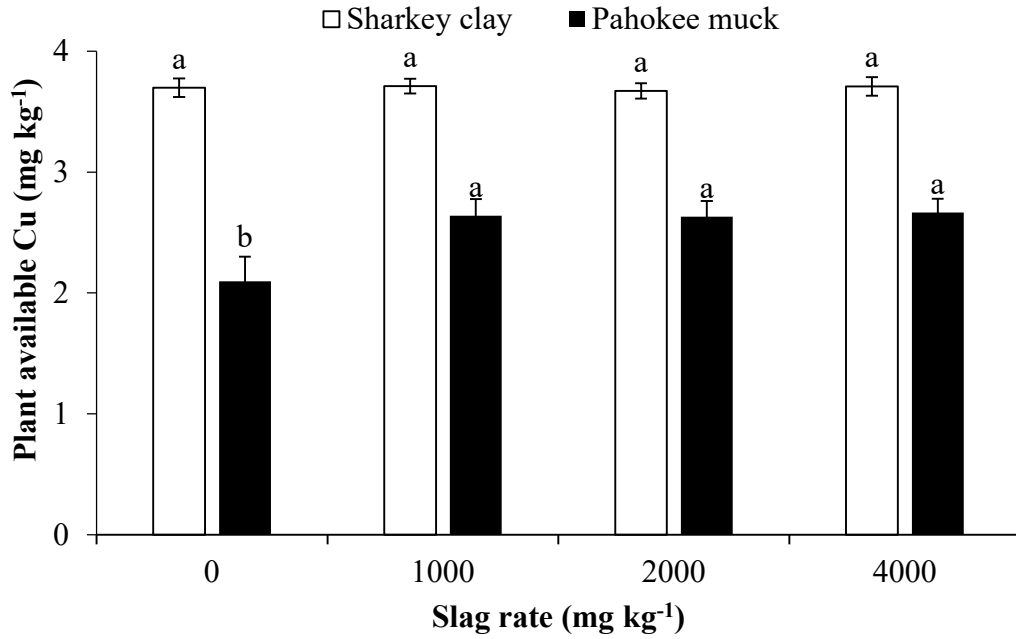 Sharkey clay Pahokee muck
Plant available Cu (mg kg⁻¹)
4
3
2
1
0
a
a
a
a
b
a
a
a
0 1000 2000 4000
Slag rate (mg kg⁻¹)